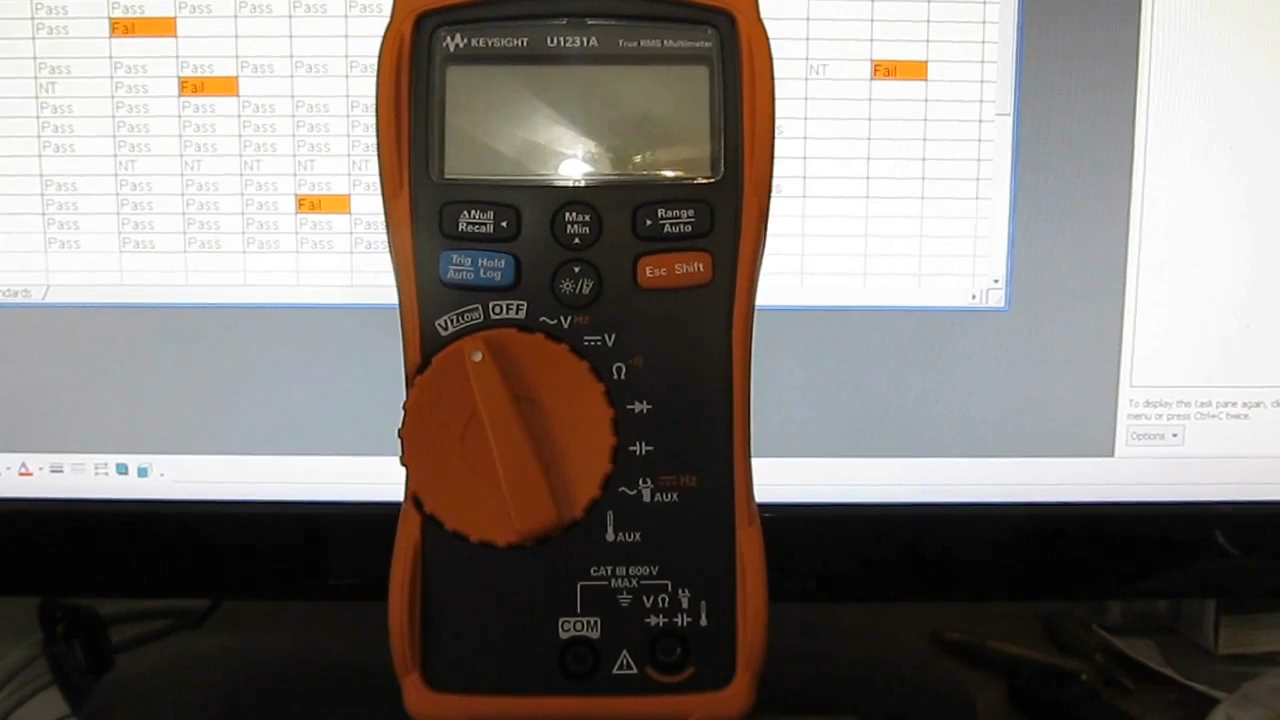 Pass Pass Pass Pass Pass
Pass Fail
Pass Pass Pass Pass Pas NT Fail
NT Pass Fail
Pass Pass Pass Pass Pass
Pass Pass Pass Pass Pass
Pass Pass Pass Pass Pass
NT NT NT NT
Pass Pass Pass Pass Pass
Pass Pass Pass Fail
Pass Pass Pass Pass Pass
Pass Pass Pass Pass Pass
ndards
KEYSIGHT U1231A True RMS Multimeter
ΔNull
Recall
Max
Min
Range
Auto
Trig Hold
Auto Log
Esc Shift
VZLOW OFF ~V Hz
V
Ω
~ Hz
AUX
AUX
CAT III 600V
MAX
VΩ
COM
To display this task pane again, cli
menu or press Ctrl+C twice.
Options